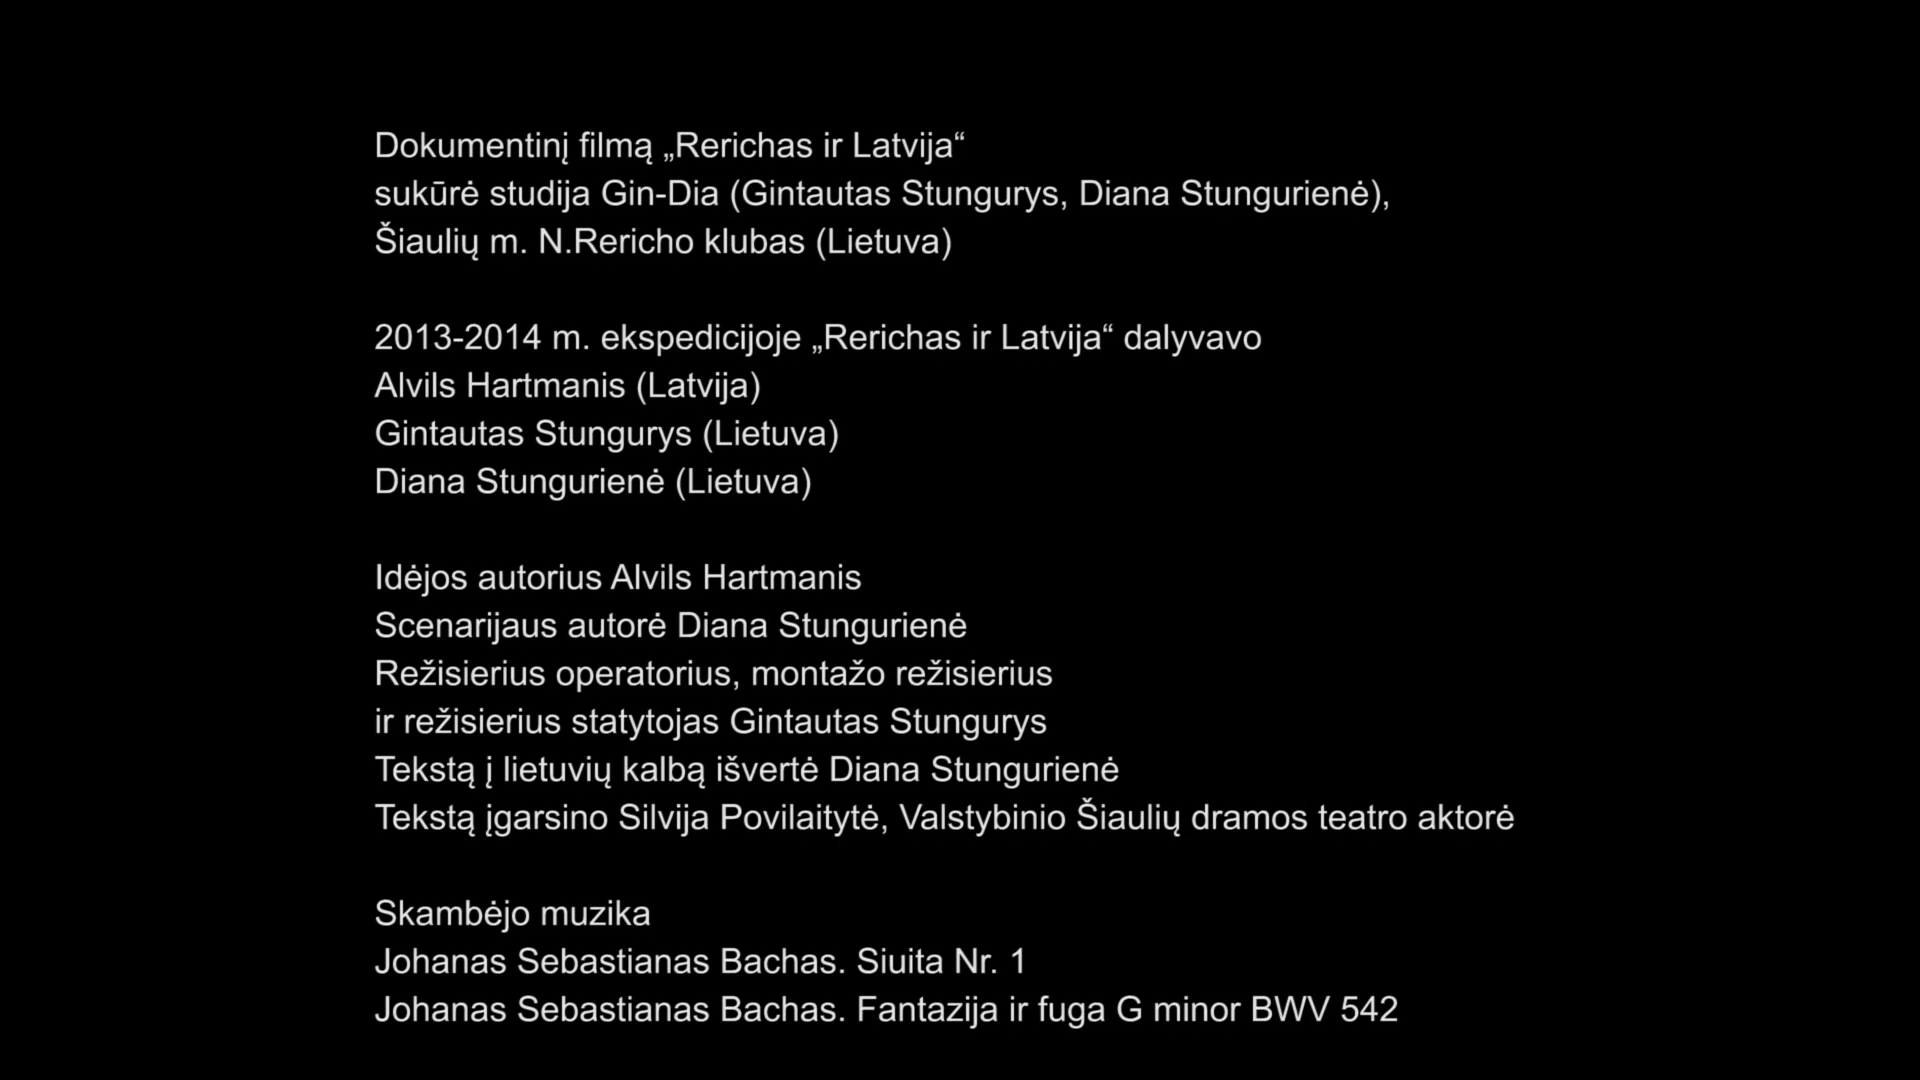 Dokumentinį filmą „Rerichas ir Latvija“
sukūrė studija Gin-Dia (Gintautas Stungurys, Diana Stungurienė),
Šiaulių m. N.Rericho klubas (Lietuva)
2013-2014 m. ekspedicijoje „Rerichas ir Latvija“ dalyvavo
Alvils Hartmanis (Latvija)
Gintautas Stungurys (Lietuva)
Diana Stungurienė (Lietuva)
Idėjos autorius Alvils Hartmanis
Scenarijaus autorė Diana Stungurienė
Režisierius operatorius, montažo režisierius
ir režisierius statytojas Gintautas Stungurys
Tekstą į lietuvių kalbą išvertė Diana Stungurienė
Tekstą įgarsino Silvija Povilaitytė, Valstybinio Šiaulių dramos teatro aktorė
Skambėjo muzika
Johanas Sebastianas Bachas. Siuita Nr. 1
Johanas Sebastianas Bachas. Fantazija ir fuga G minor BWV 542